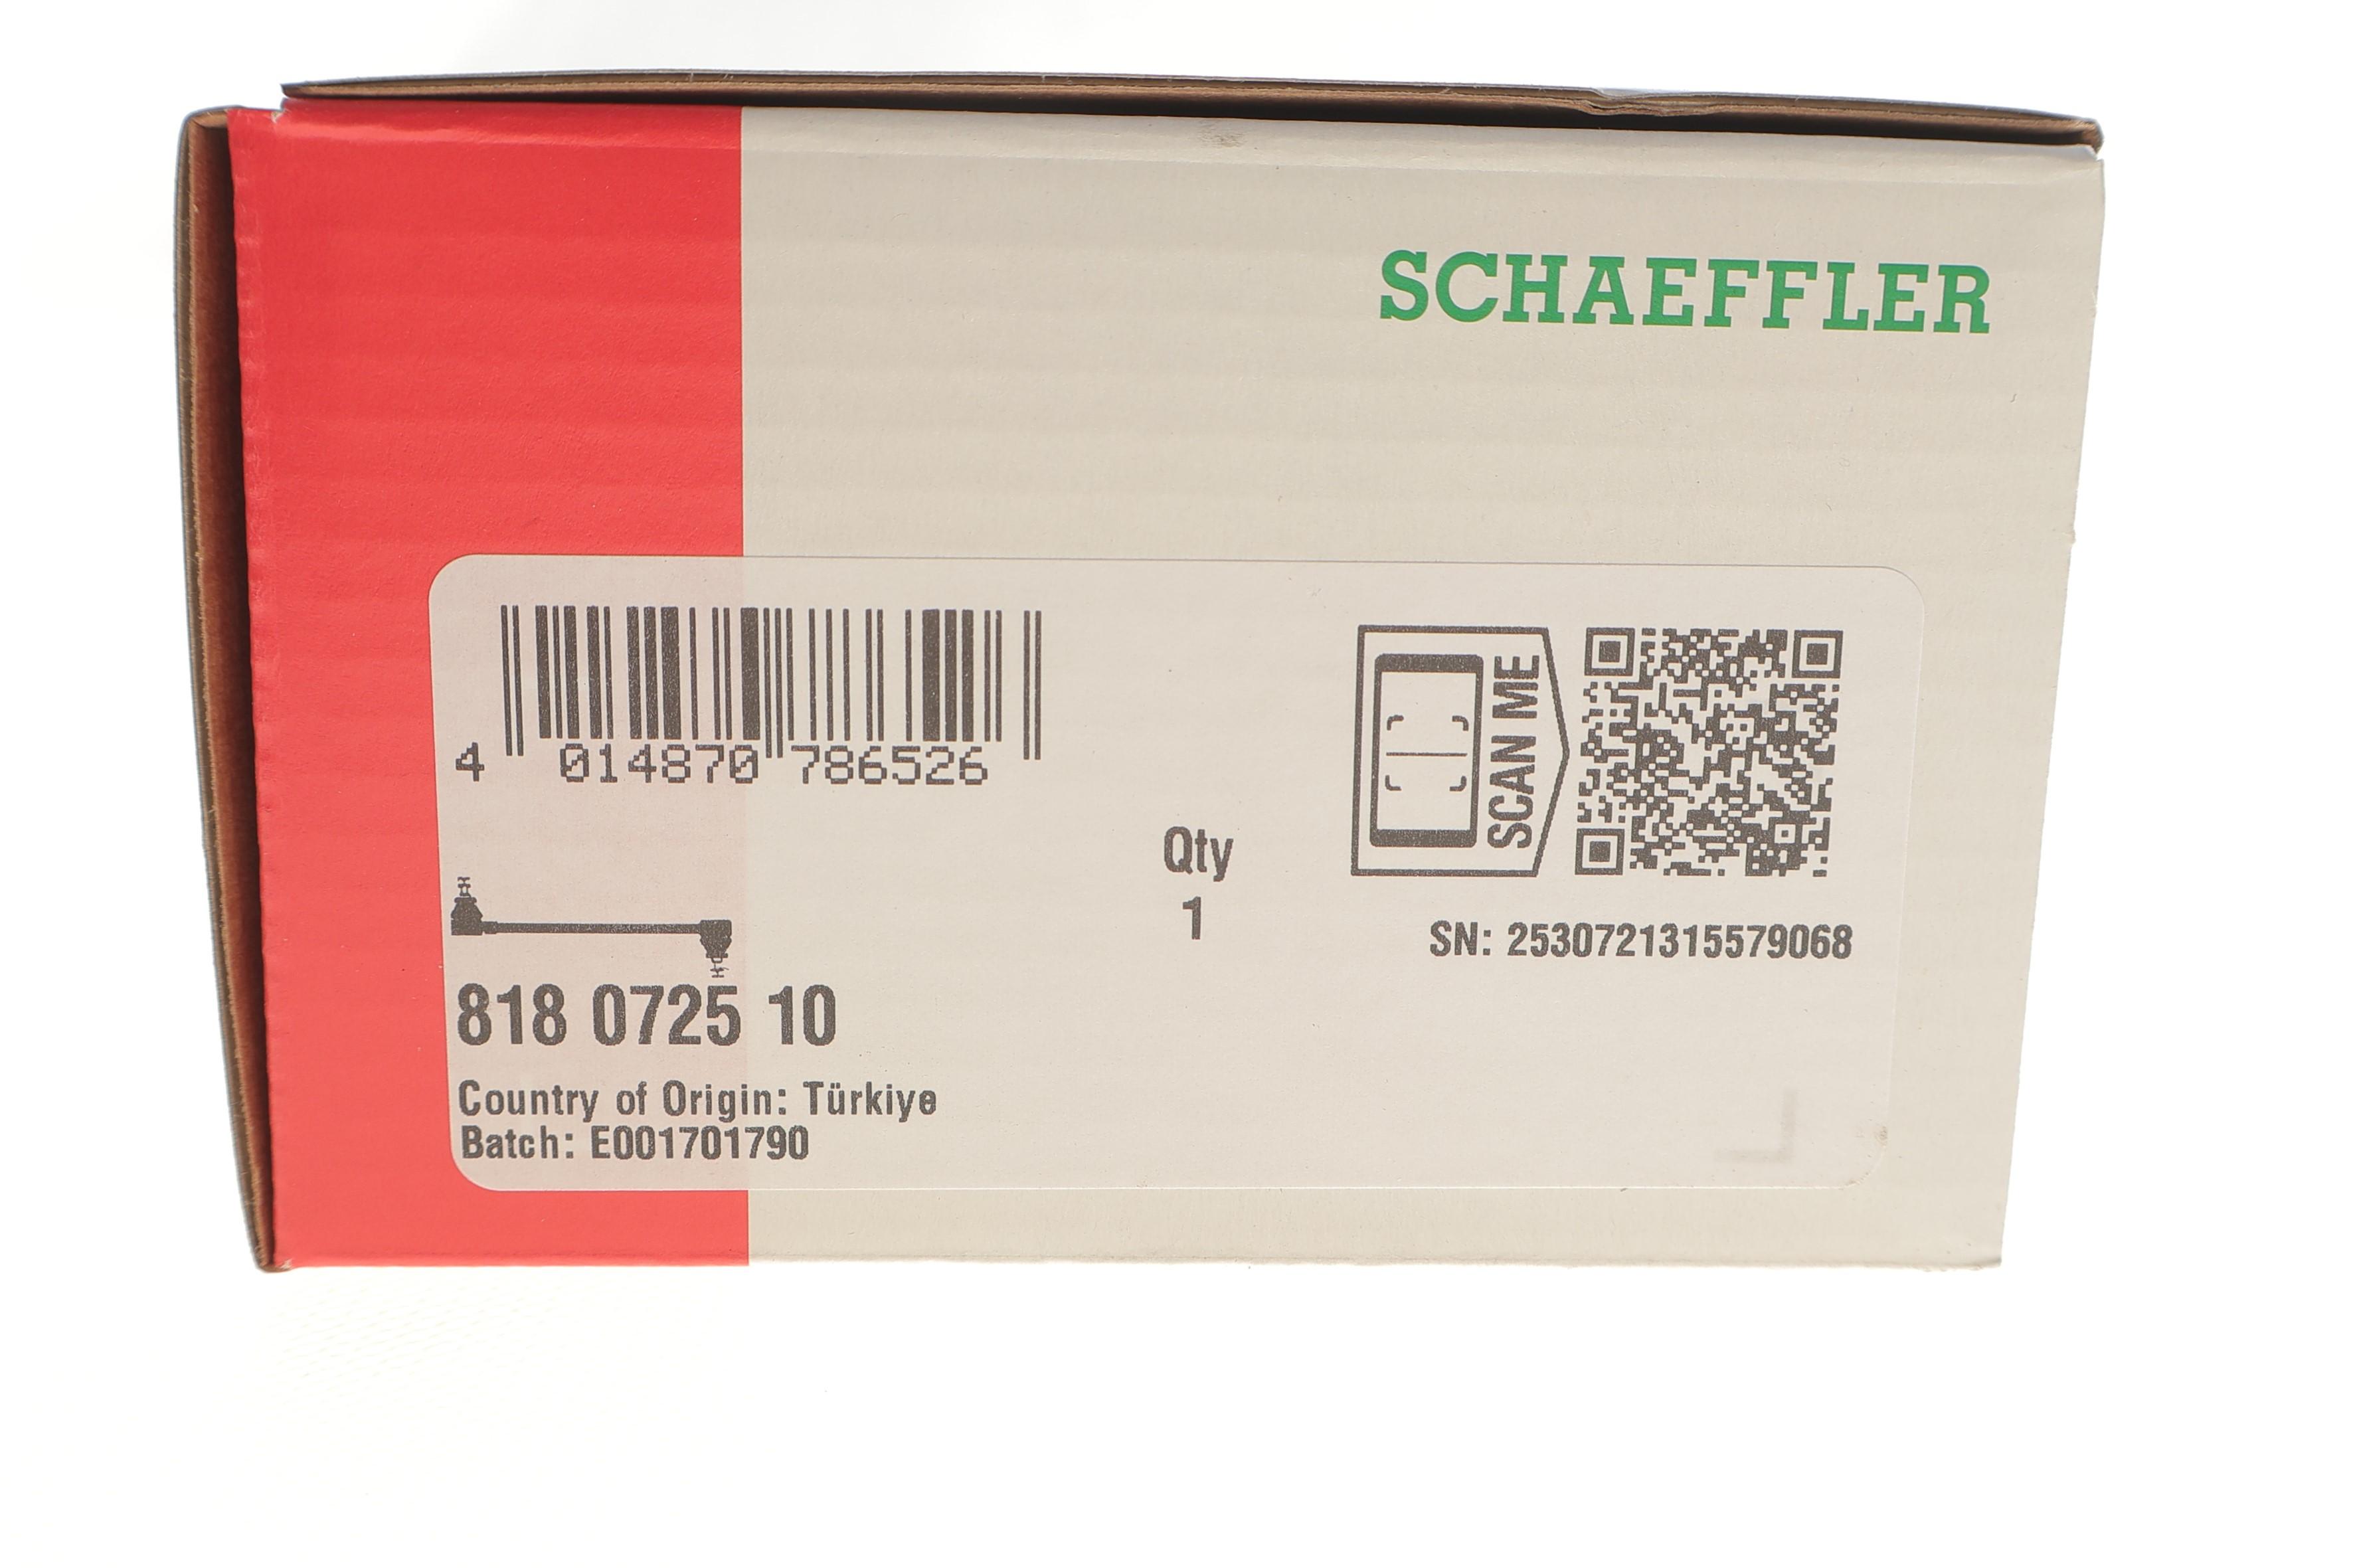 SCHAEFFLER
4 014870 786526
SCAN ME
Qty
1
SN: 2530721315579068
818 0725 10
Country of Origin: Türkiye
Batch: E001701790